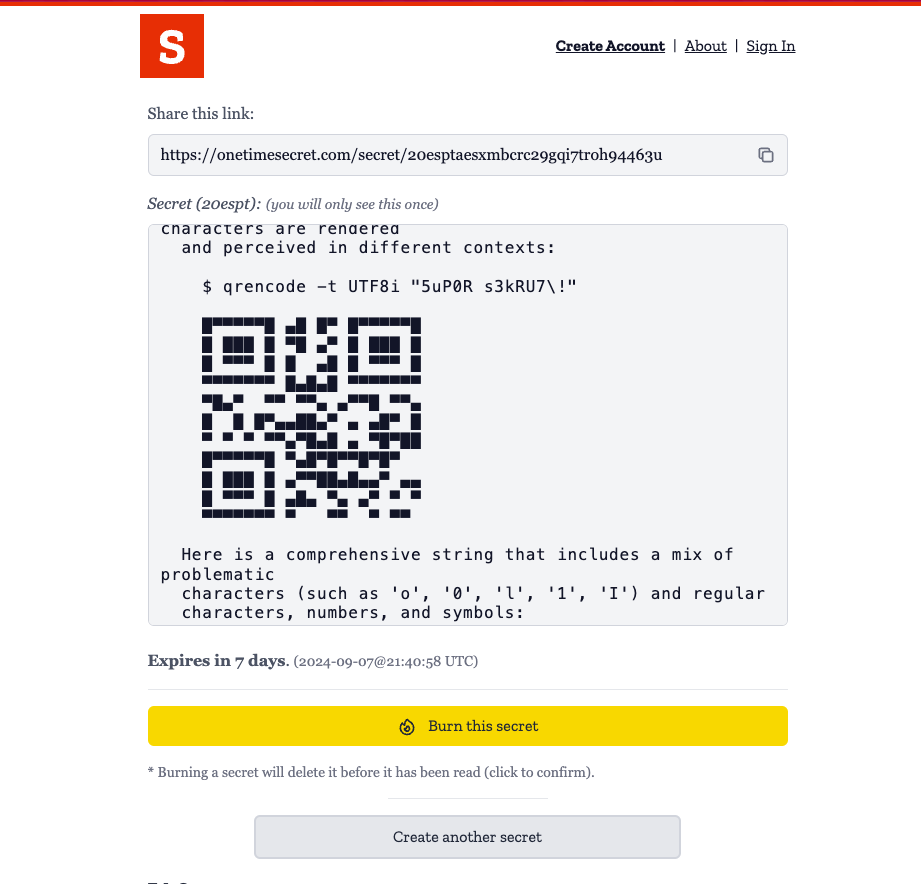 S
Create Account | About | Sign In
Share this link:
https://onetimesecret.com/secret/20esptaesxmbcrc29gqi7troh94463u
Secret (20espt): (you will only see this once)
characters are rendered
and perceived in different contexts:
$ qrencode -t UTF8i "5uP0R s3kRU7\!"
Here is a comprehensive string that includes a mix of
problematic
characters (such as 'o', '0', 'l', '1', 'I') and regular
characters, numbers, and symbols:
Expires in 7 days. (2024-09-07@21:40:58 UTC)
Burn this secret
* Burning a secret will delete it before it has been read (click to confirm).
Create another secret